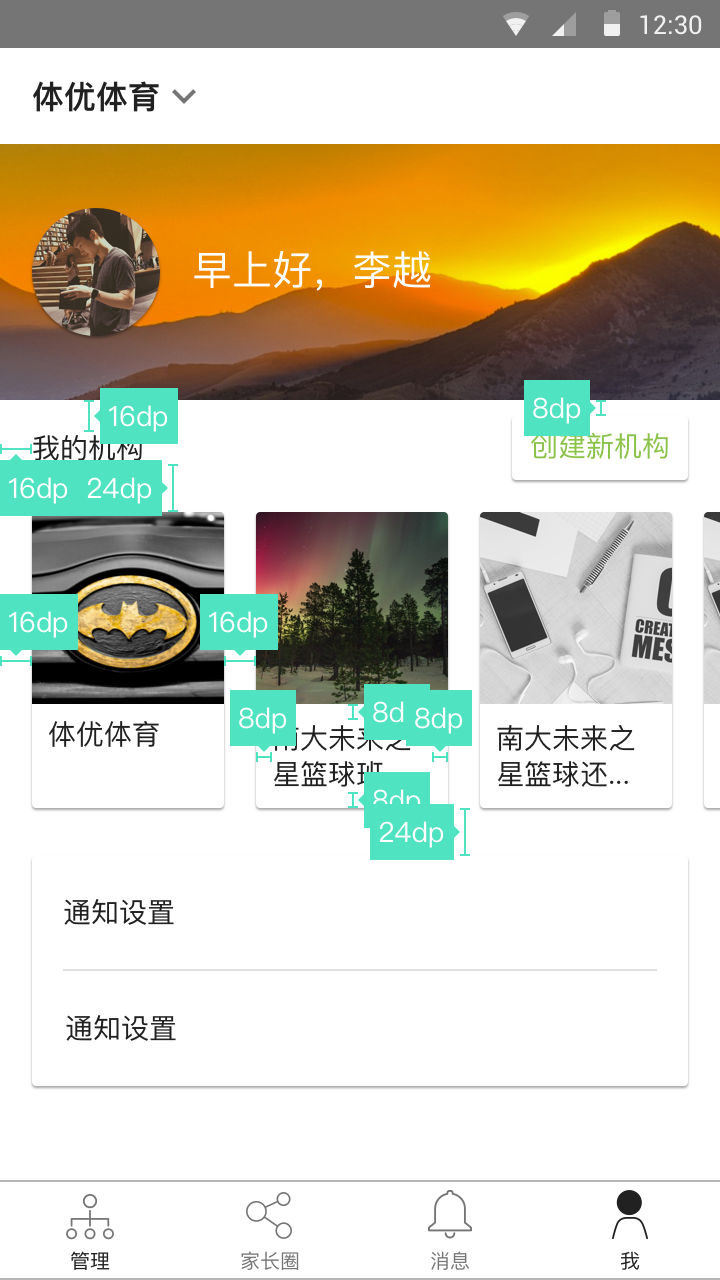 12:30
体优体育
早上好，李越
16dp
8dp
我的机构
创建新机构
16dp
24dp
16dp
16dp
CREAT
MES
8dp
8d
8dp
体优体育
南大未来之
星篮球班
南大未来之
星篮球还...
8dp
24dp
通知设置
通知设置
管理
家长圈
消息
我